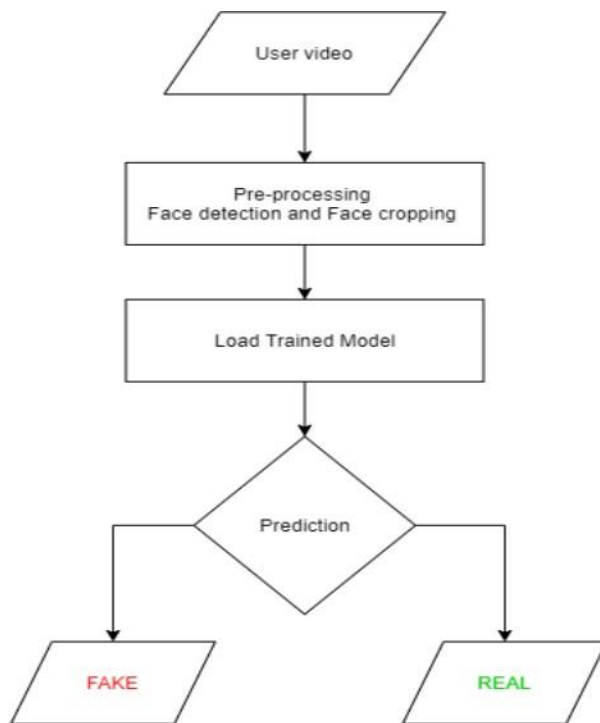 User video
Pre-processing
Face detection and Face cropping
Load Trained Model
Prediction
FAKE
REAL